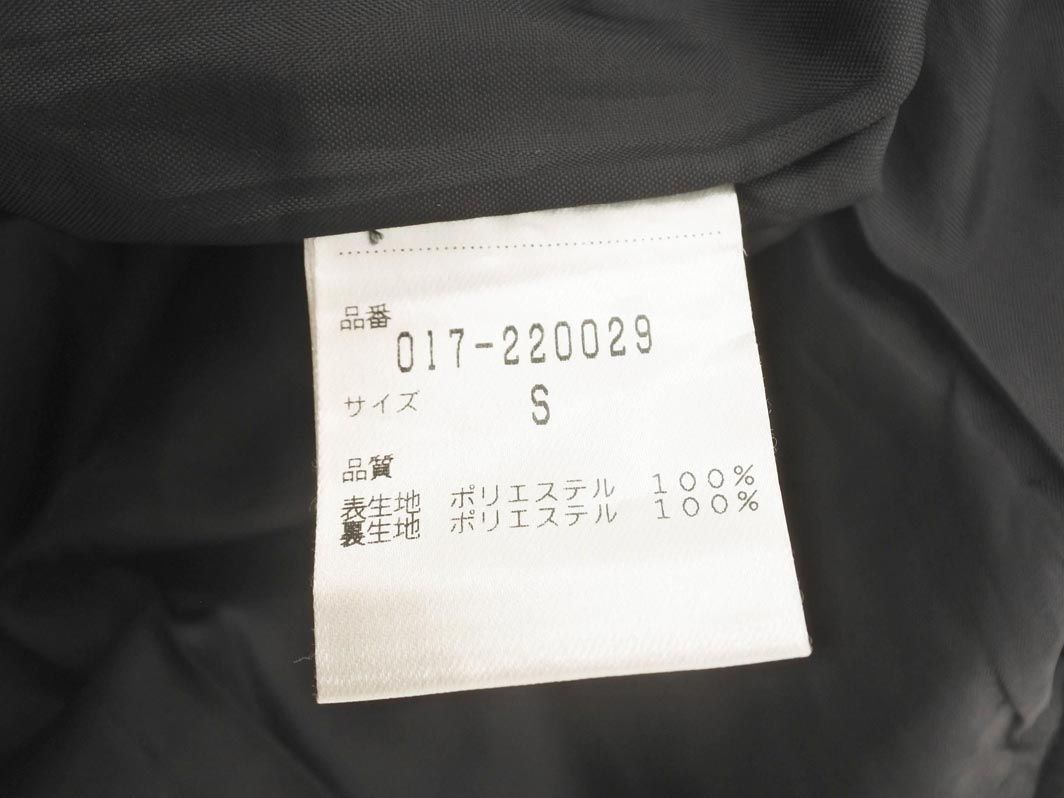 品番
017-220029
サイズ S
品質
表生地 ポリエステル 100%
裏生地 ポリエステル 100%